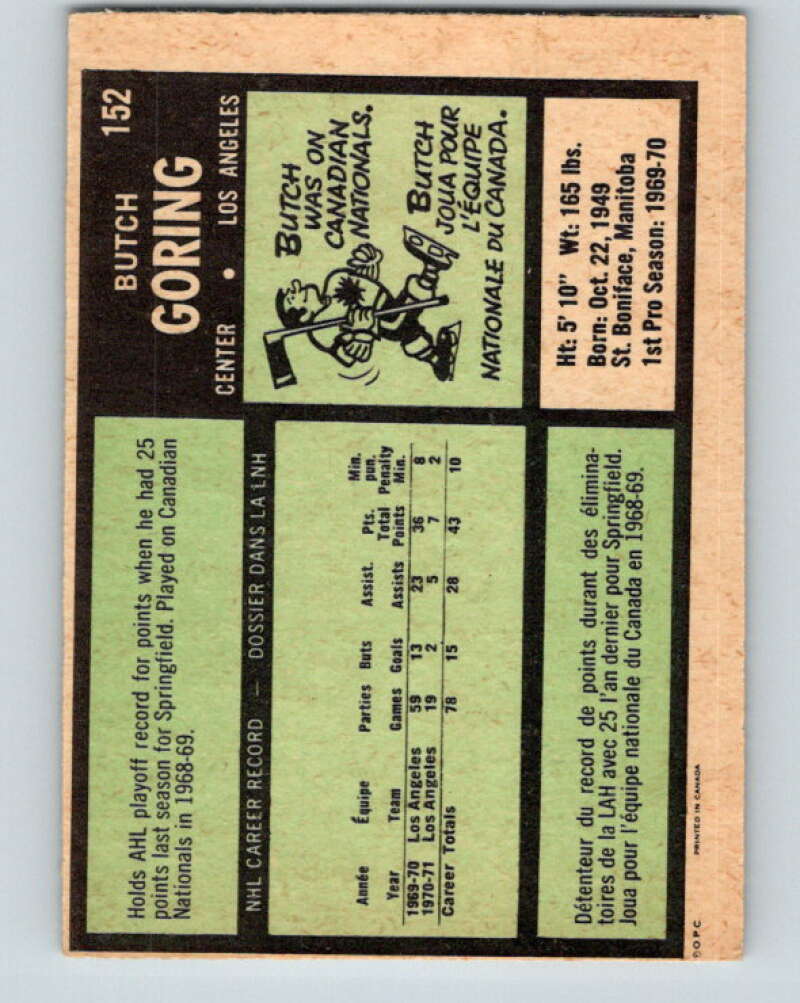 Holds AHL playoff record for points when he had 25
points last season for Springfield. Played on Canadian
Nationals in 1968-69.
BUTCH 152
GORING
CENTER • LOS ANGELES
NHL CAREER RECORD — DOSSIER DANS LA LNH
Année Équipe Parties Buts Assist. Pts. Total Min. pun.
Year Team Games Goals Assists Points Penalty Min.
1969-70 Los Angeles 59 13 23 36 8
1970-71 Los Angeles 19 2 5 7 2
Career Totals 78 15 28 43 10
BUTCH
WAS ON
CANADIAN
NATIONALS.
BUTCH
JOUA POUR
L'ÉQUIPE
NATIONALE DU CANADA.
Détenteur du record de points durant des élimina-
toires de la LAH avec 25 l'an dernier pour Springfield.
Joua pour l'équipe nationale du Canada en 1968-69.
Ht: 5' 10" Wt: 165 lbs.
Born: Oct. 22, 1949
St. Boniface, Manitoba
1st Pro Season: 1969-70
©O.P.C. PRINTED IN CANADA